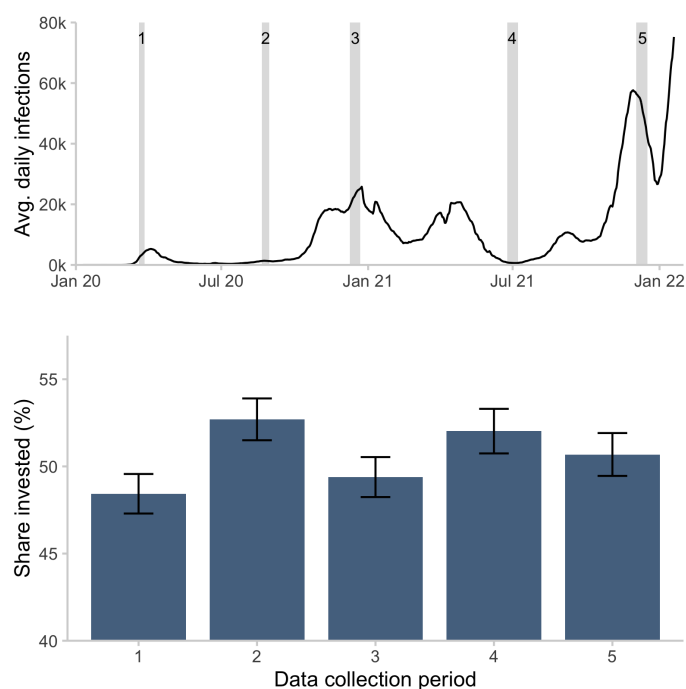 80k
60k
40k
20k
0k
Avg. daily infections
1 2 3 4 5
Jan 20 Jul 20 Jan 21 Jul 21 Jan 22
55
50
45
40
Share invested (%)
1 2 3 4 5
Data collection period